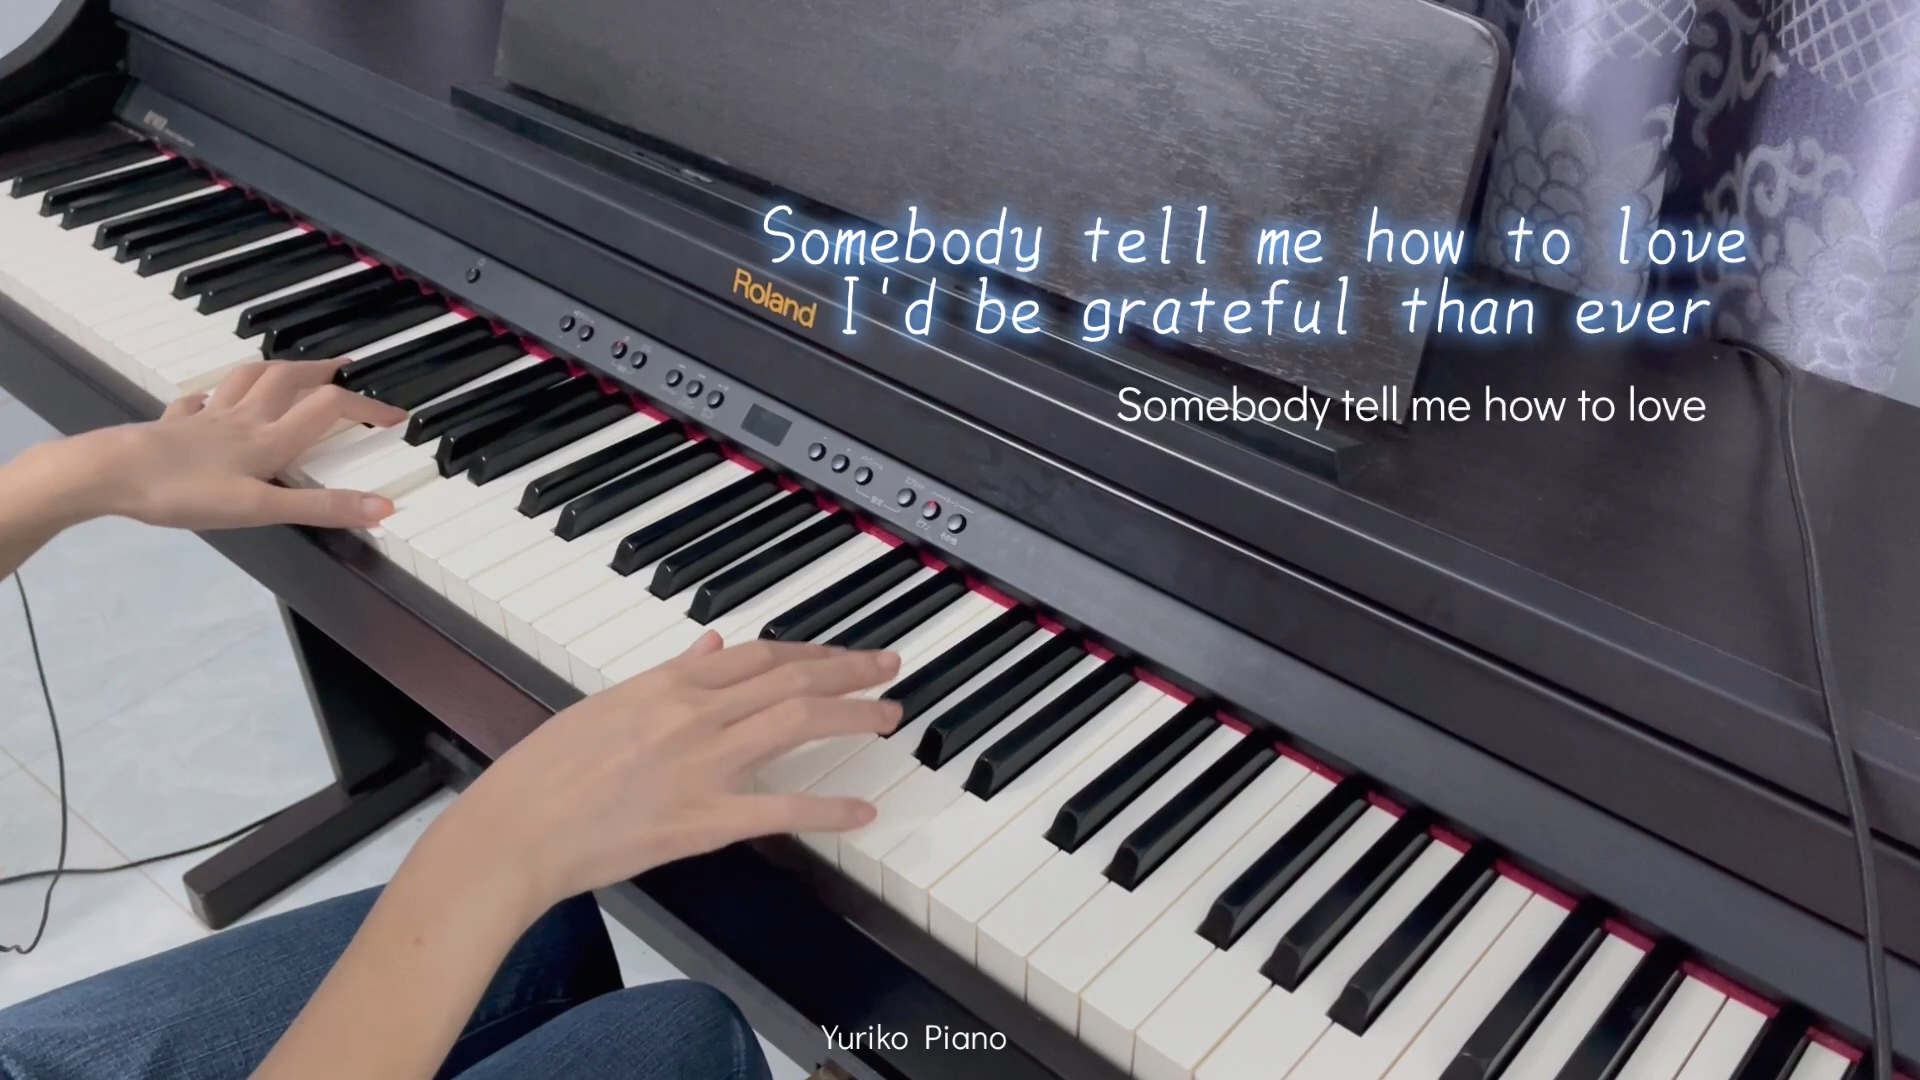 Somebody tell me how to love
I'd be grateful than ever
Roland
Somebody tell me how to love
Yuriko Piano